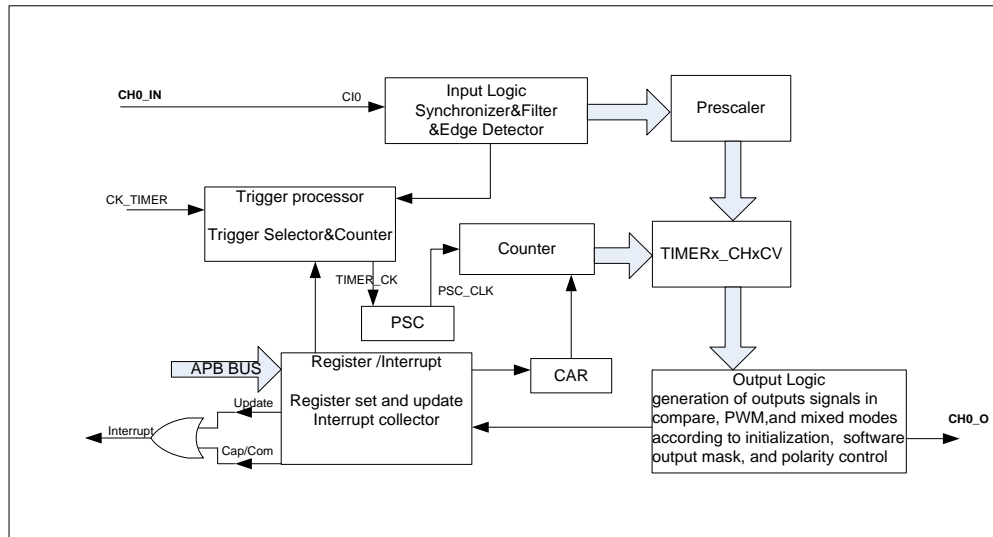 CH0_IN
CI0
Input Logic
Synchronizer&Filter
&Edge Detector
Prescaler
CK_TIMER
Trigger processor
Trigger Selector&Counter
Counter
TIMERx_CHxCV
TIMER_CK
PSC_CLK
PSC
APB BUS
Register /Interrupt
Register set and update
Interrupt collector
CAR
Output Logic
generation of outputs signals in
compare, PWM,and mixed modes
according to initialization, software
output mask, and polarity control
CH0_O
Update
Interrupt
Cap/Com